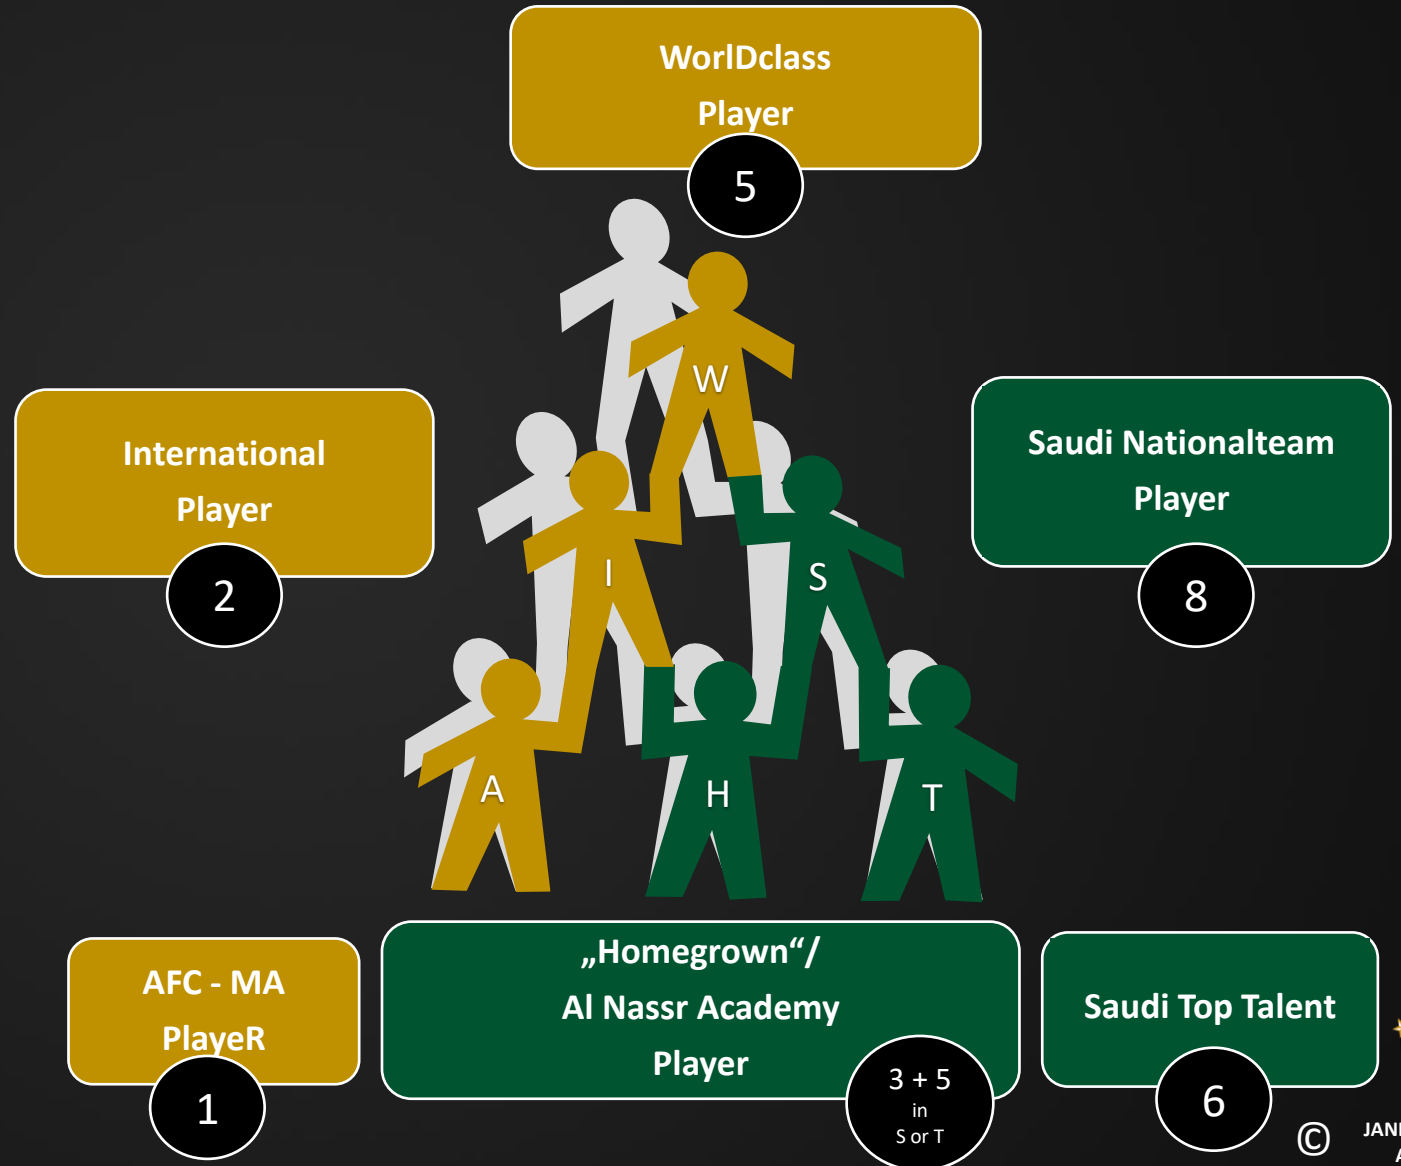 WorlDclass
Player
5
W
International
Player
2
Saudi Nationalteam
Player
8
I
S
A
H
T
AFC - MA
PlayeR
1
„Homegrown“/
Al Nassr Academy
Player
3 + 5
in
S or T
Saudi Top Talent
6
©